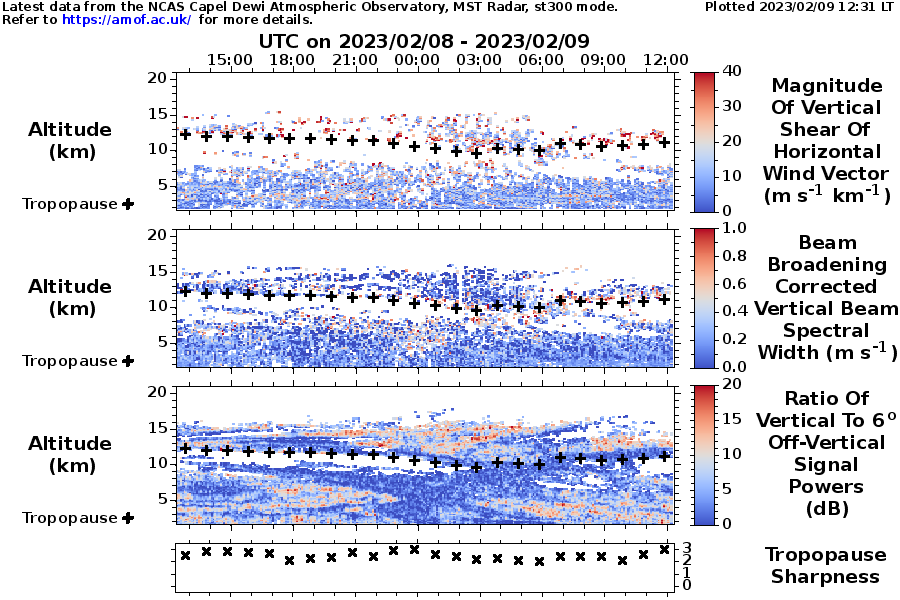 Latest data from the NCAS Capel Dewi Atmospheric Observatory, MST Radar, st300 mode.
Plotted 2023/02/09 12:31 LT
Refer to https://amof.ac.uk/ for more details.
UTC on 2023/02/08 - 2023/02/09
15:00 18:00 21:00 00:00 03:00 06:00 09:00 12:00
20
15
10
5
Altitude
(km)
Tropopause
40
30
20
10
0
Magnitude
Of Vertical
Shear Of
Horizontal
Wind Vector
(m s-1 km-1)
20
15
10
5
Altitude
(km)
Tropopause
1.0
0.8
0.6
0.4
0.2
0.0
Beam
Broadening
Corrected
Vertical Beam
Spectral
Width (m s-1)
20
15
10
5
Altitude
(km)
Tropopause
20
15
10
5
0
Ratio Of
Vertical To 6o
Off-Vertical
Signal
Powers
(dB)
3
2
1
0
Tropopause
Sharpness